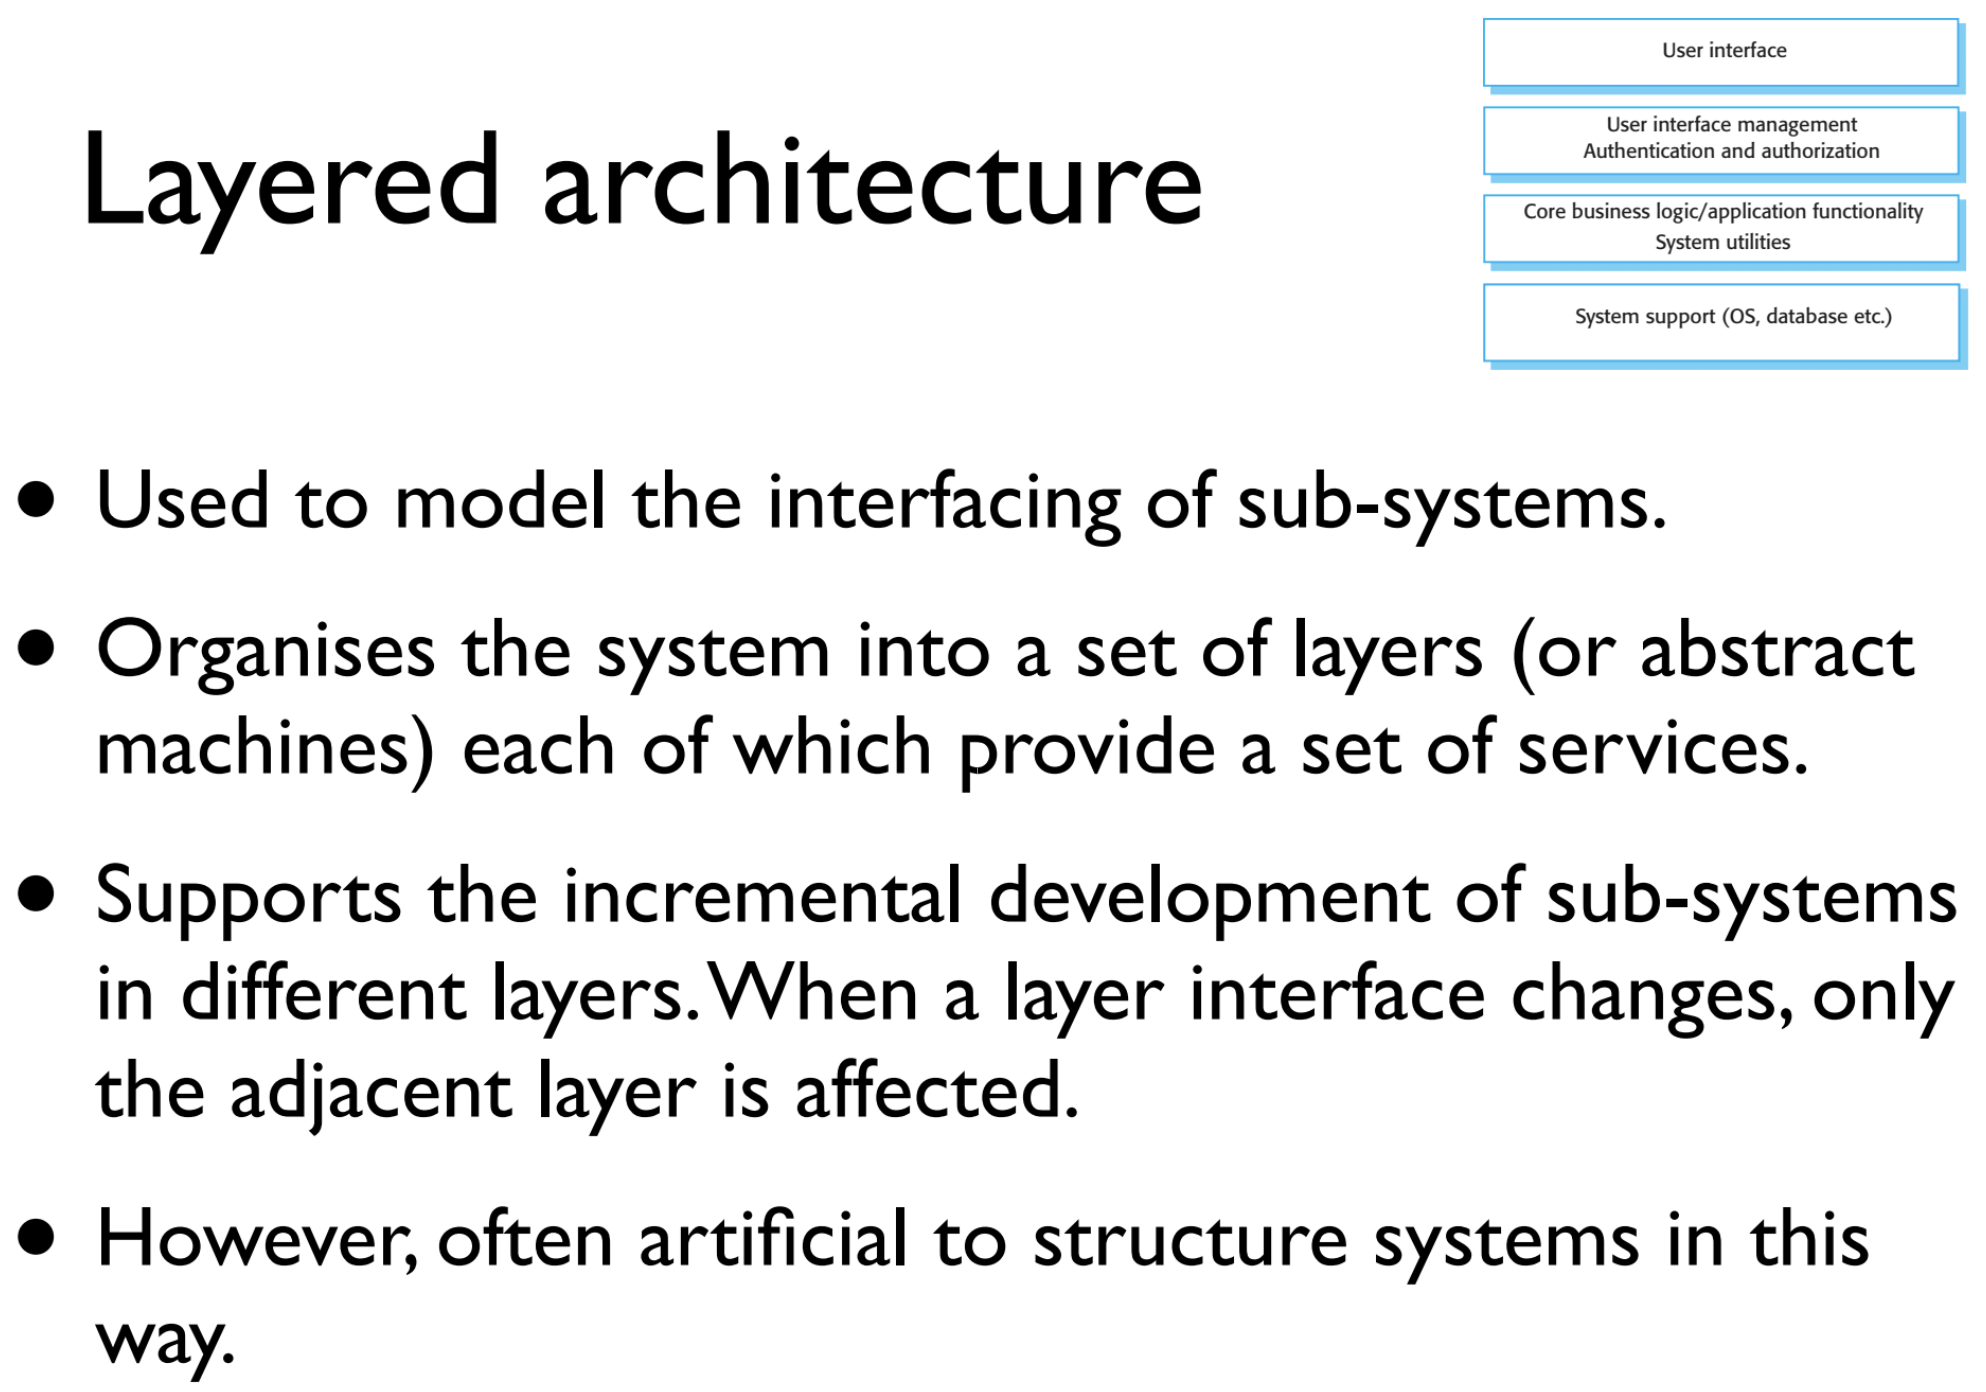 Layered architecture
User interface
User interface management
Authentication and authorization
Core business logic/application functionality
System utilities
System support (OS, database etc.)
• Used to model the interfacing of sub-systems.
• Organises the system into a set of layers (or abstract
machines) each of which provide a set of services.
• Supports the incremental development of sub-systems
in different layers. When a layer interface changes, only
the adjacent layer is affected.
• However, often artificial to structure systems in this
way.